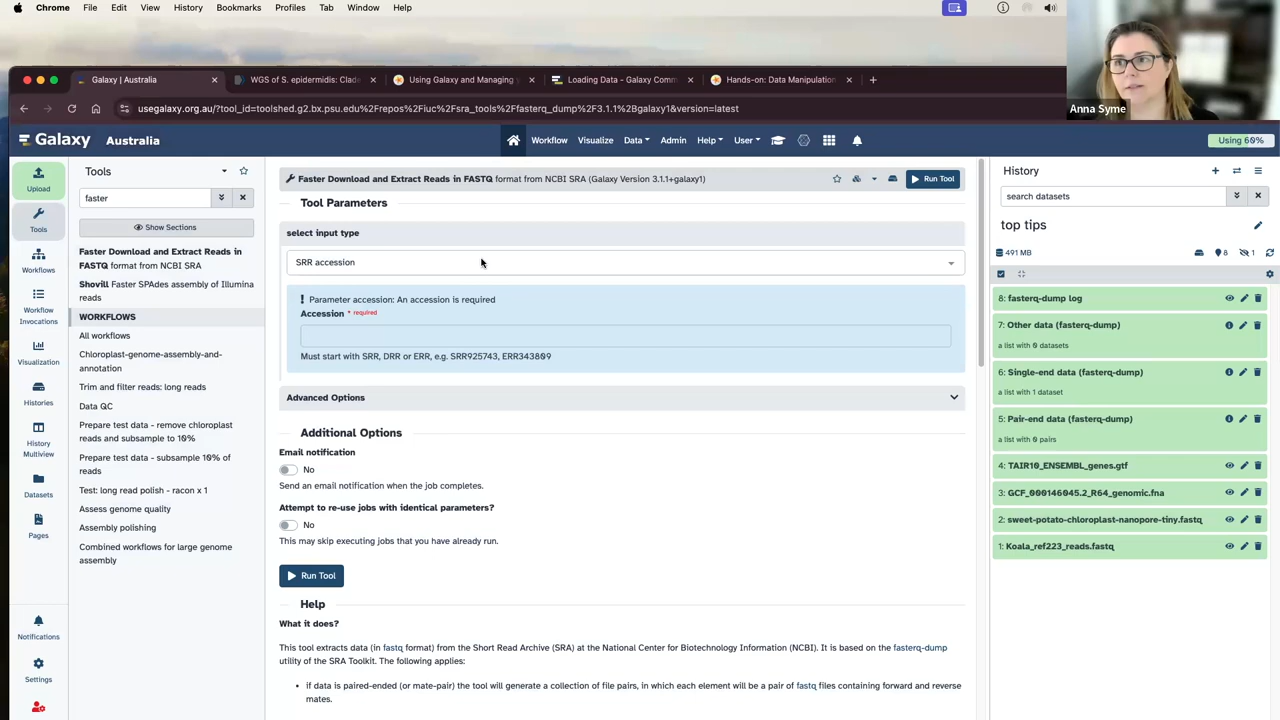 Chrome File Edit View History Bookmarks Profiles Tab Window Help
Anna Syme
Galaxy | Australia
WGS of S. epidermidis: Clade
Using Galaxy and Managing
Loading Data - Galaxy Comm
Hands-on: Data Manipulation
usegalaxy.org.au/?tool_id=toolshed.g2.bx.psu.edu%2Frepos%2Fiuc%2Fsra_tools%2Ffasterq_dump%2F3.1.1%2Bgalaxy1&version=latest
Galaxy Australia
Workflow Visualize Data Admin Help User
Using 60%
Upload
Tools
Workflows
Workflow
Invocations
Visualization
Histories
History
Multiview
Datasets
Pages
Notifications
Settings
Tools
faster
Show Sections
Faster Download and Extract Reads in
FASTQ format from NCBI SRA
Shovill Faster SPAdes assembly of Illumina
reads
WORKFLOWS
All workflows
Chloroplast-genome-assembly-and-
annotation
Trim and filter reads: long reads
Data QC
Prepare test data - remove chloroplast
reads and subsample to 10%
Prepare test data - subsample 10% of
reads
Test: long read polish - racon x 1
Assess genome quality
Assembly polishing
Combined workflows for large genome
assembly
Faster Download and Extract Reads in FASTQ format from NCBI SRA (Galaxy Version 3.1.1+galaxy1)
Run Tool
Tool Parameters
select input type
SRR accession
! Parameter accession: An accession is required
Accession * required
Must start with SRR, DRR or ERR, e.g. SRR925743, ERR343809
Advanced Options
Additional Options
Email notification
No
Send an email notification when the job completes.
Attempt to re-use jobs with identical parameters?
No
This may skip executing jobs that you have already run.
Run Tool
Help
What it does?
This tool extracts data (in fastq format) from the Short Read Archive (SRA) at the National Center for Biotechnology Information (NCBI). It is based on the fasterq-dump
utility of the SRA Toolkit. The following applies:
• if data is paired-ended (or mate-pair) the tool will generate a collection of file pairs, in which each element will be a pair of fastq files containing forward and reverse
mates.
History
search datasets
top tips
491 MB
8
1
8: fasterq-dump log
7: Other data (fasterq-dump)
a list with 0 datasets
6: Single-end data (fasterq-dump)
a list with 1 dataset
5: Pair-end data (fasterq-dump)
a list with 0 pairs
4: TAIR10_ENSEMBL_genes.gtf
3: GCF_000146045.2_R64_genomic.fna
2: sweet-potato-chloroplast-nanopore-tiny.fastq
1: Koala_ref223_reads.fastq